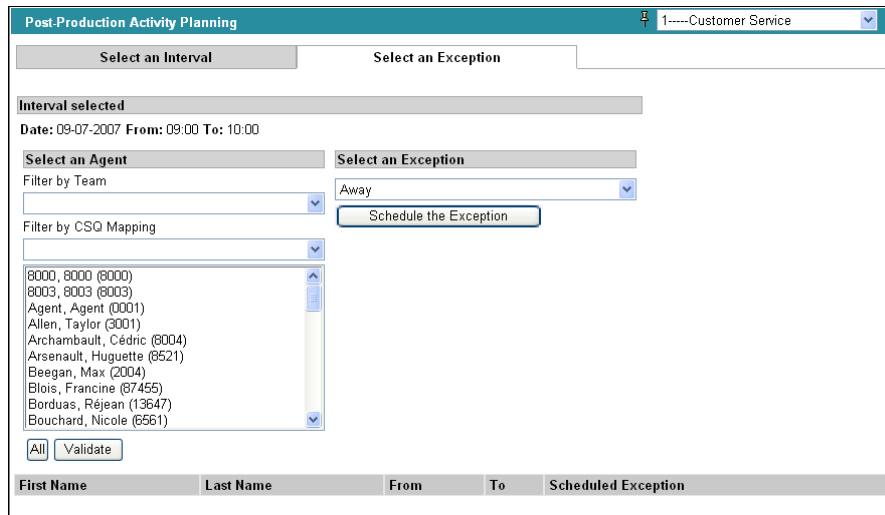 Post-Production Activity Planning
1-----Customer Service
Select an Interval
Select an Exception
Interval selected
Date: 09-07-2007 From: 09:00 To: 10:00
Select an Agent
Select an Exception
Filter by Team
Away
Schedule the Exception
Filter by CSQ Mapping
8000, 8000 (8000)
8003, 8003 (8003)
Agent, Agent (0001)
Allen, Taylor (3001)
Archambault, Cédric (8004)
Arsenault, Huguette (8521)
Beegan, Max (2004)
Blois, Francine (87455)
Borduas, Réjean (13647)
Bouchard, Nicole (6561)
All Validate
First Name Last Name From To Scheduled Exception